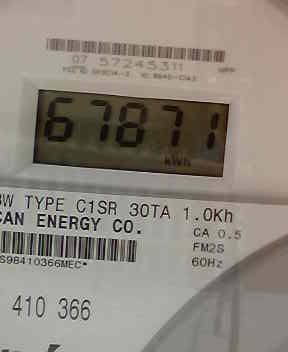 07 57245311
67871
kWh
W TYPE C1SR 30TA 1.0Kh
CAN ENERGY CO.
CA 0.5
FM2S
60Hz
S98410366MEC*
410 366